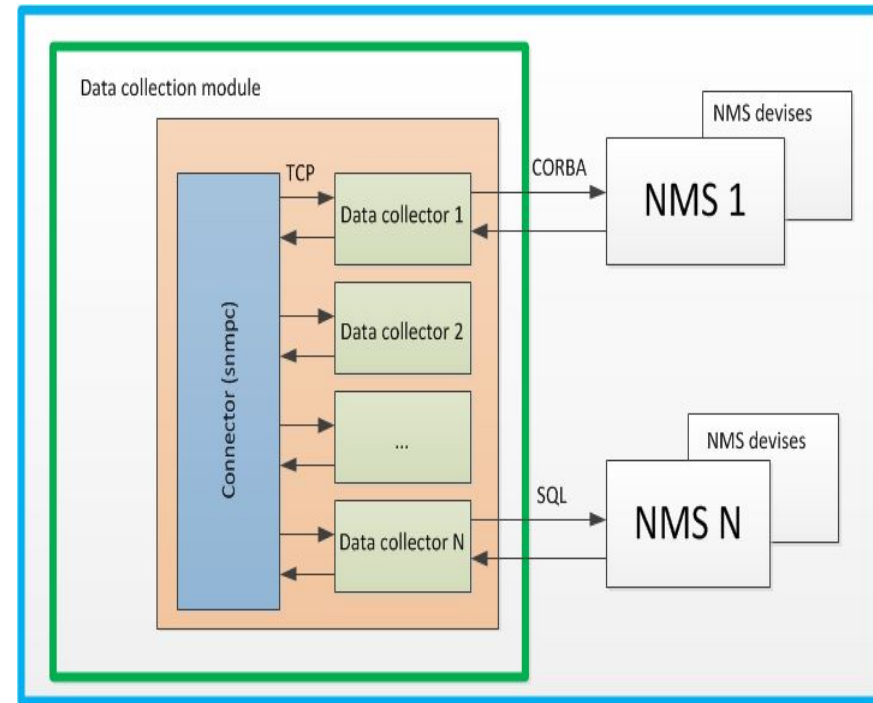 Data collection module
NMS devises
TCP
CORBA
NMS 1
Data collector 1
Connector (snmpc)
Data collector 2
...
NMS devises
SQL
NMS N
Data collector N